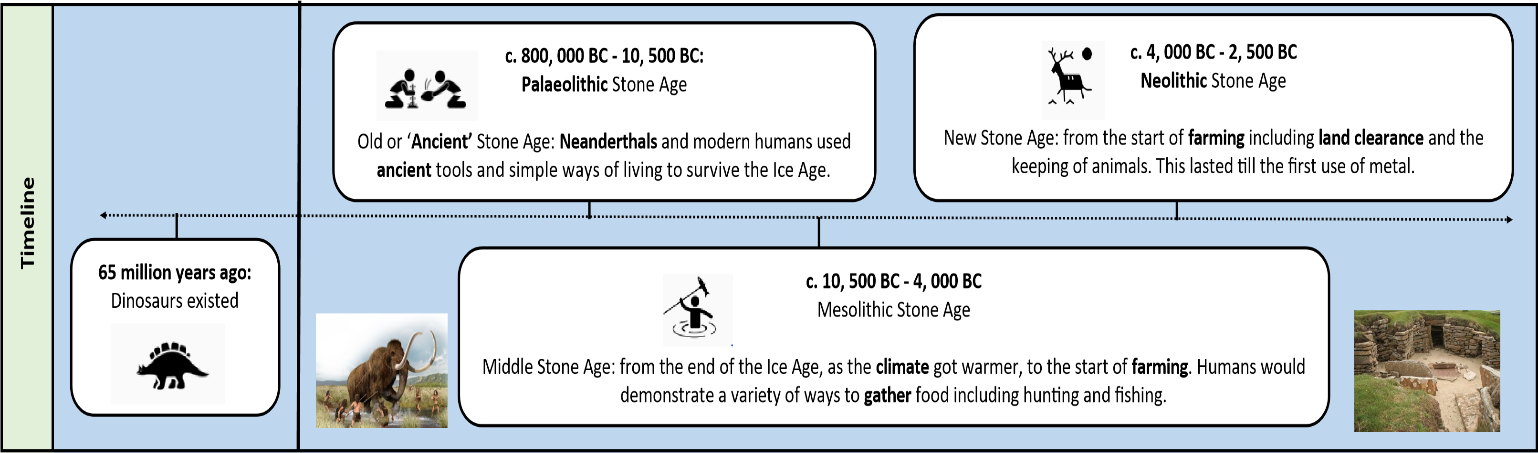 Timeline
65 million years ago:
Dinosaurs existed
c. 800, 000 BC - 10, 500 BC:
Palaeolithic Stone Age
Old or ‘Ancient’ Stone Age: Neanderthals and modern humans used
ancient tools and simple ways of living to survive the Ice Age.
c. 10, 500 BC - 4, 000 BC
Mesolithic Stone Age
Middle Stone Age: from the end of the Ice Age, as the climate got warmer, to the start of farming. Humans would
demonstrate a variety of ways to gather food including hunting and fishing.
c. 4, 000 BC - 2, 500 BC
Neolithic Stone Age
New Stone Age: from the start of farming including land clearance and the
keeping of animals. This lasted till the first use of metal.